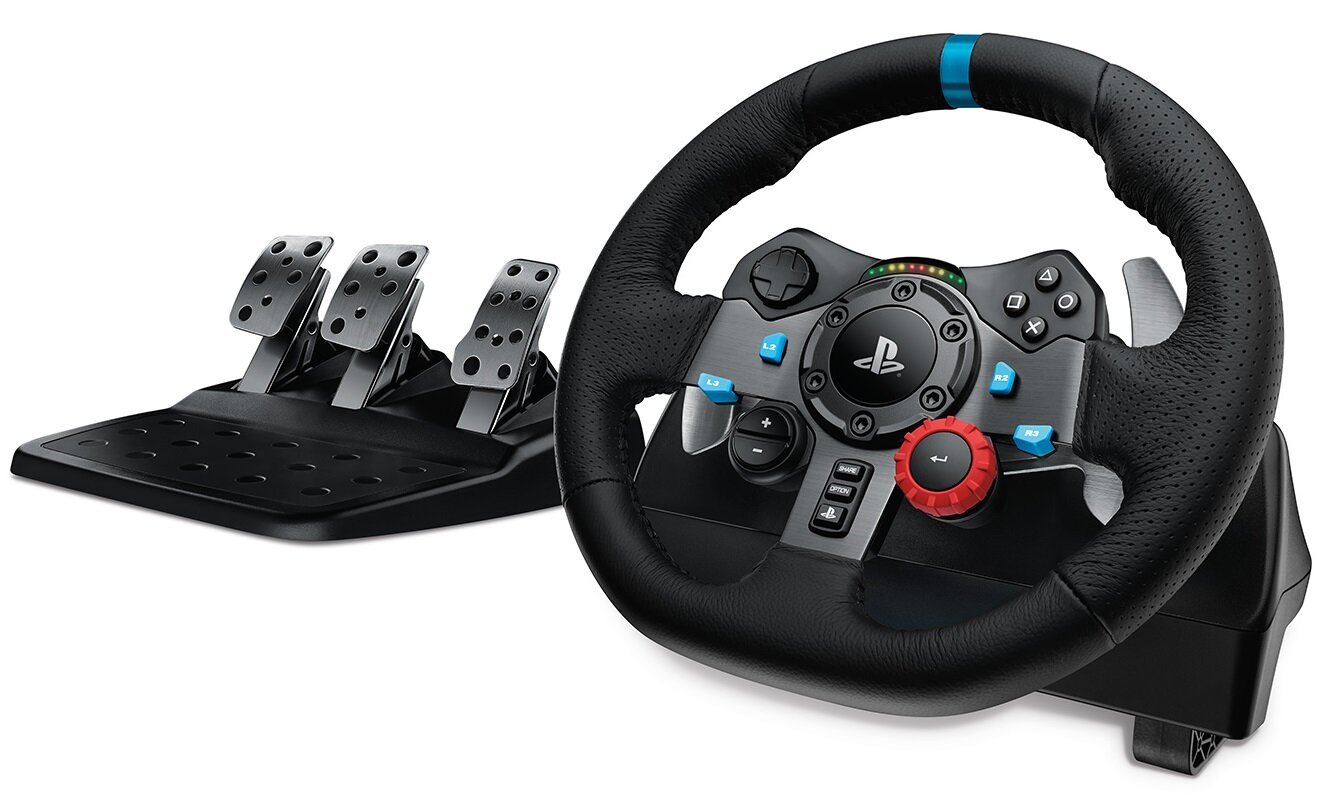 L2
R2
L3
R3
+
-
SHARE
OPTION